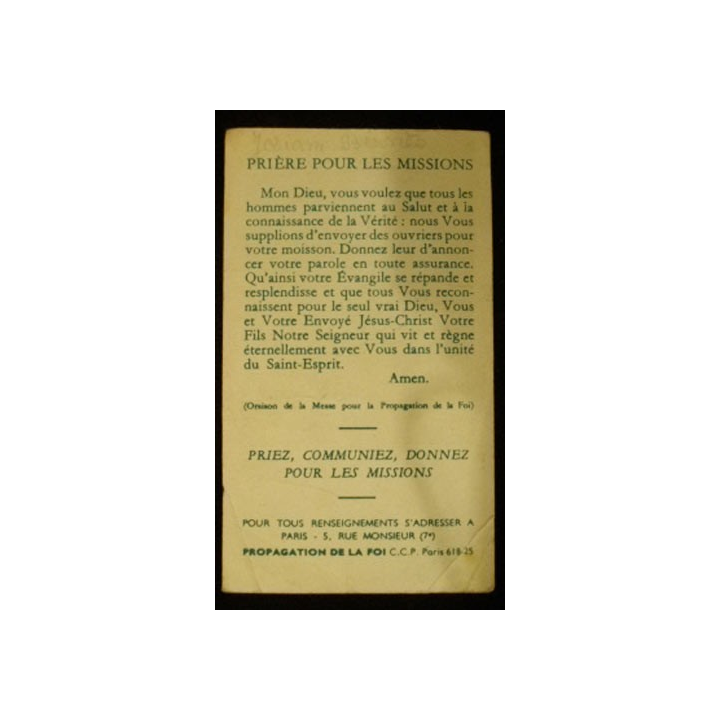 PRIÈRE POUR LES MISSIONS
Mon Dieu, vous voulez que tous les
hommes parviennent au Salut et à la
connaissance de la Vérité : nous Vous
supplions d'envoyer des ouvriers pour
votre moisson. Donnez leur d'annon-
cer votre parole en toute assurance.
Qu'ainsi votre Évangile se répande et
resplendisse et que tous Vous recon-
naissent pour le seul vrai Dieu, Vous
et Votre Envoyé Jésus-Christ Votre
Fils Notre Seigneur qui vit et règne
éternellement avec Vous dans l'unité
du Saint-Esprit.
Amen.
(Oraison de la Messe pour la Propagation de la Foi)
PRIEZ, COMMUNIEZ, DONNEZ
POUR LES MISSIONS
POUR TOUS RENSEIGNEMENTS S'ADRESSER A
PARIS - 5, RUE MONSIEUR (7e)
PROPAGATION DE LA FOI C.C.P. Paris 618-25